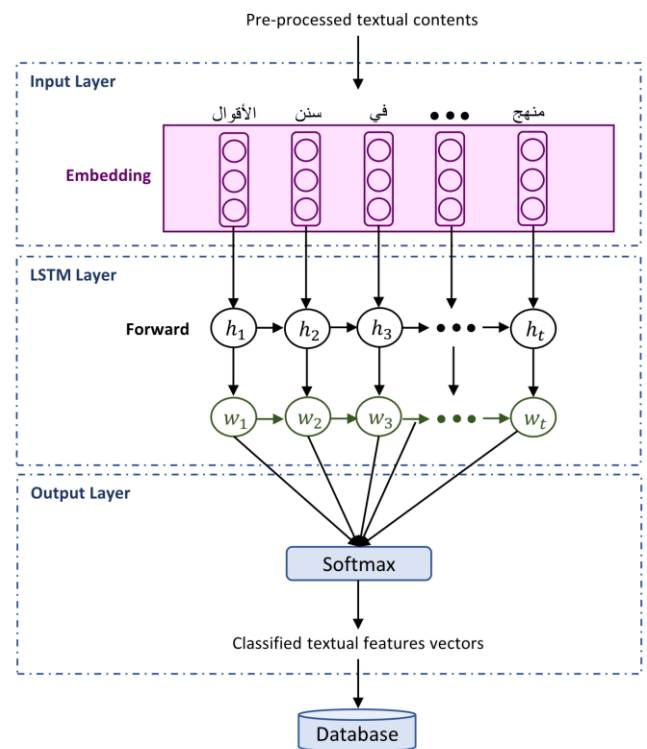 Pre-processed textual contents
Input Layer
الأقوال سنن في ••• منهج
Embedding
LSTM Layer
Forward h₁ h₂ h₃ ••• hₜ
w₁ w₂ w₃ ••• wₜ
Output Layer
Softmax
Classified textual features vectors
Database